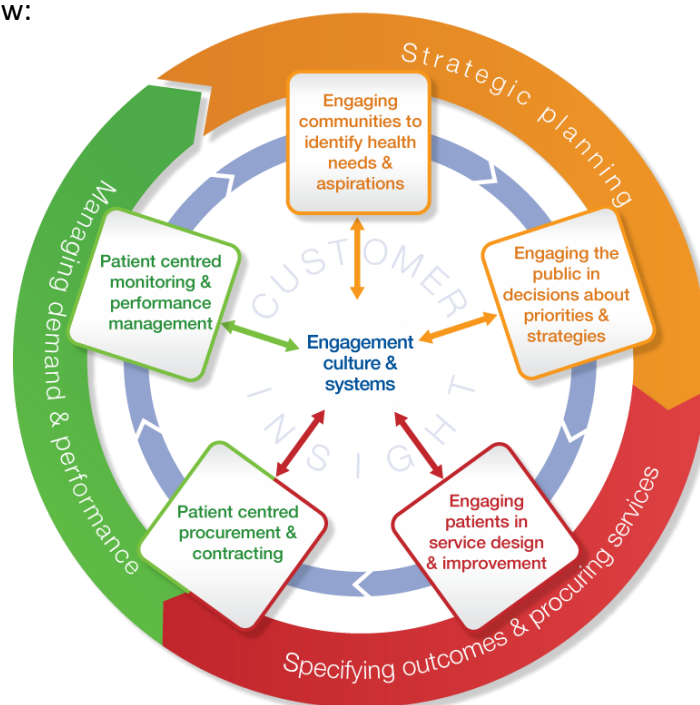 w:
Strategic planning
Engaging
communities to
identify health
needs &
aspirations
Managing demand & performance
Patient centred
monitoring &
performance
management
CUSTOMER
Engaging the
public in
decisions about
priorities &
strategies
Engagement
culture &
systems
INSIGHT
Patient centred
procurement &
contracting
Engaging
patients in
service design
& improvement
Specifying outcomes & procuring services